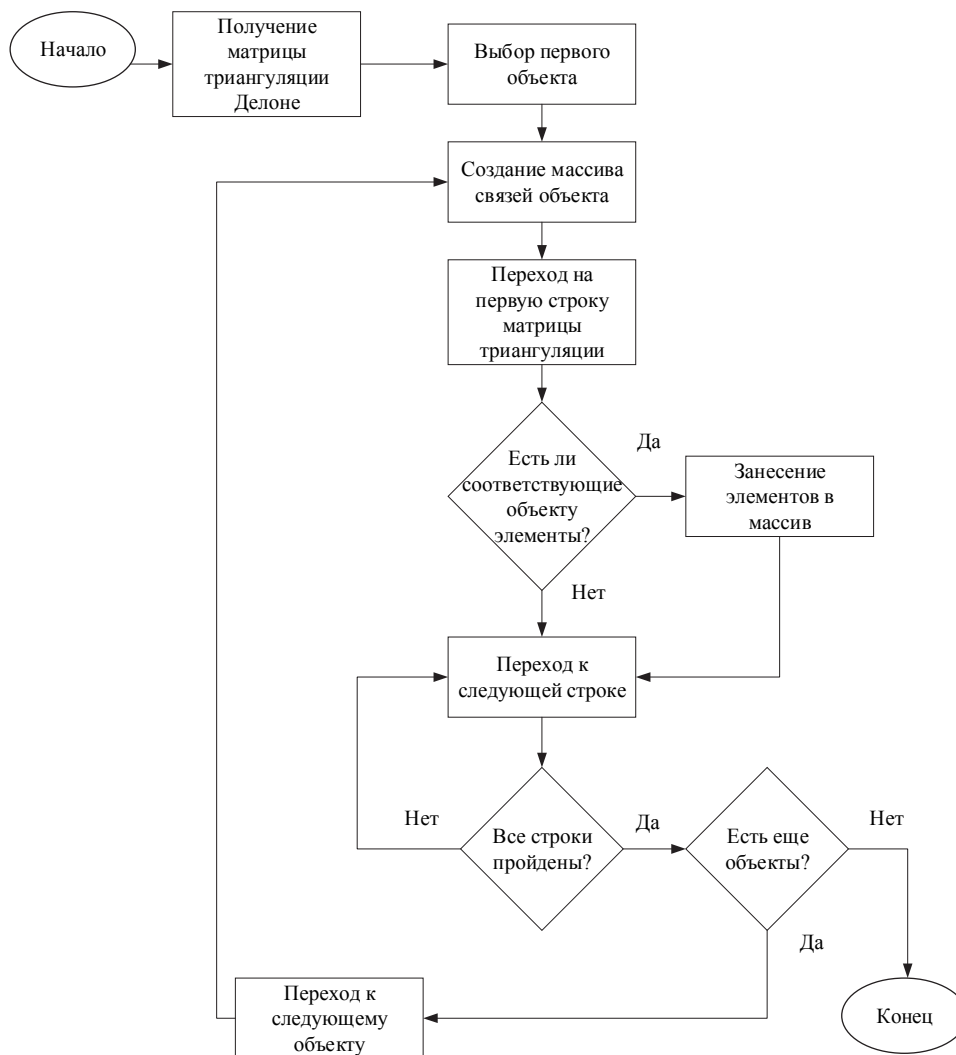 Начало
Получение
матрицы
триангуляции
Делоне
Выбор первого
объекта
Создание массива
связей объекта
Переход на
первую строку
матрицы
триангуляции
Есть ли
соответствующие
объекту
элементы?
Да
Занесение
элементов в
массив
Нет
Переход к
следующей строке
Нет
Все строки
пройдены?
Да
Есть еще
объекты?
Нет
Да
Переход к
следующему
объекту
Конец